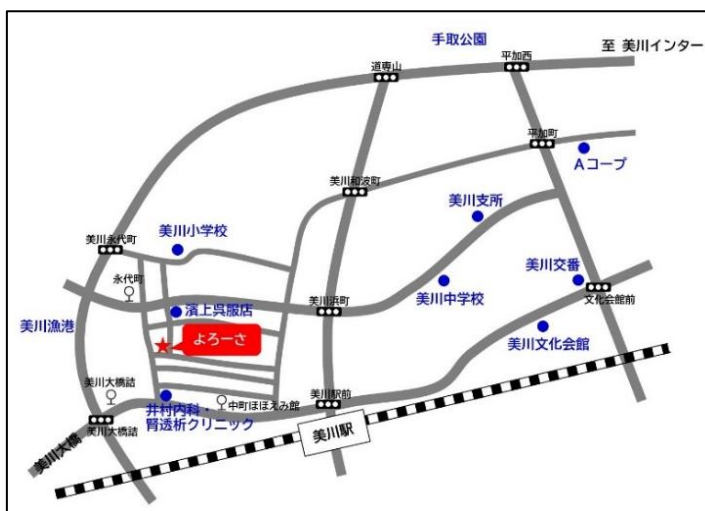 手取公園
至 美川インター
道専山
平加西
平加町
Aコープ
美川和波町
美川支所
美川小学校
美川永代町
永代町
美川交番
美川中学校
文化会館前
濱上呉服店
美川浜町
美川漁港
よろーさ
美川文化会館
美川大橋詰
井村内科・
腎透析クリニック
中町ほほえみ館
美川駅前
美川大橋詰
美川大橋
美川駅